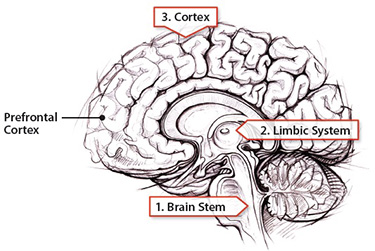 3. Cortex
Prefrontal
Cortex
2. Limbic System
1. Brain Stem